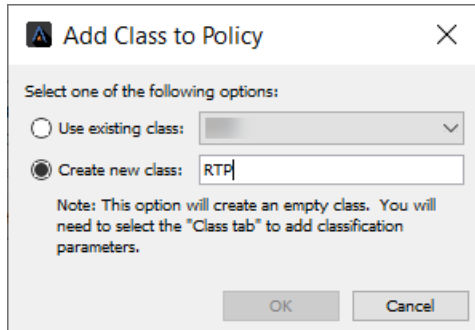 Add Class to Policy
Select one of the following options:
Use existing class:
Create new class: RTP
Note: This option will create an empty class. You will
need to select the "Class tab" to add classification
parameters.
OK Cancel